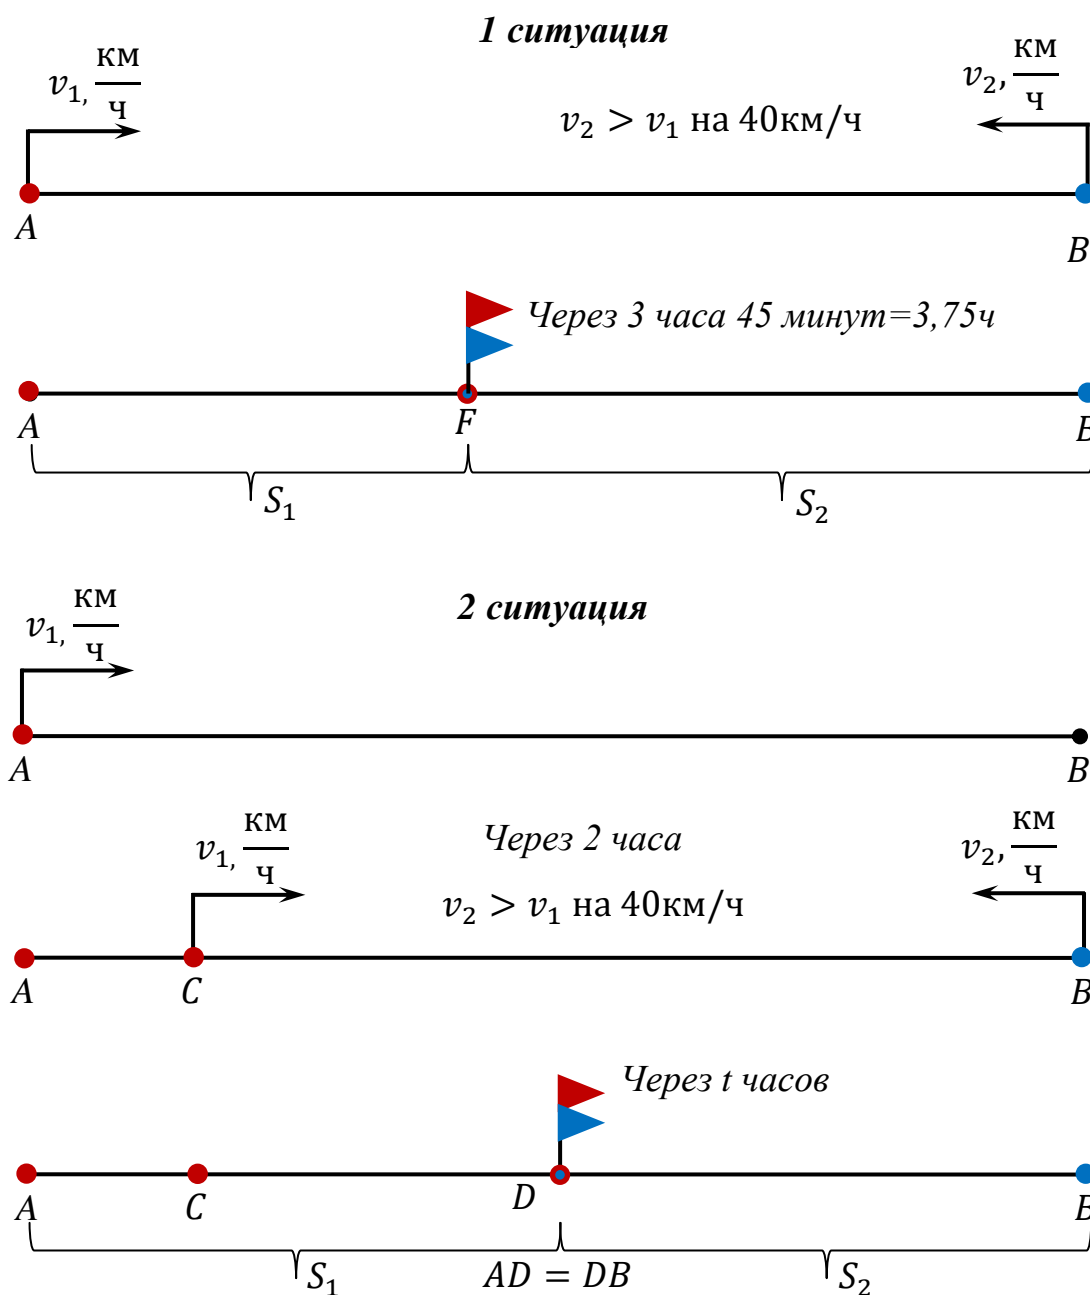 1 ситуация
v₁, км/ч
v₂, км/ч
v₂ > v₁ на 40км/ч
A
B
Через 3 часа 45 минут=3,75ч
A
F
B
S₁
S₂
2 ситуация
v₁, км/ч
A
B
Через 2 часа
v₁, км/ч
v₂, км/ч
v₂ > v₁ на 40км/ч
A
C
B
Через t часов
A
C
D
B
S₁
AD = DB
S₂